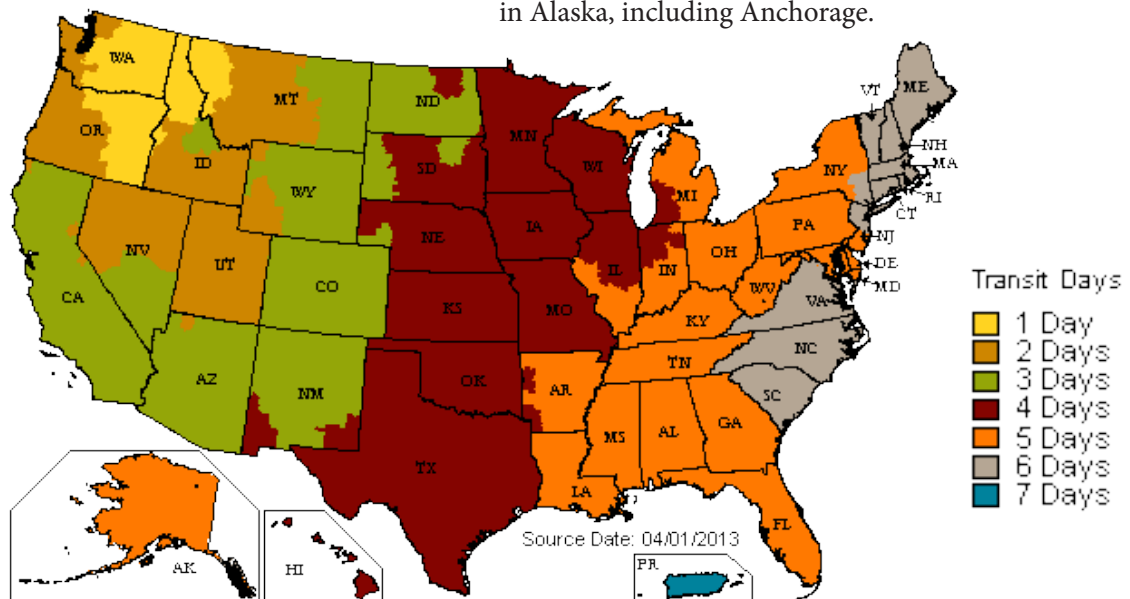 in Alaska, including Anchorage.
WA
MT
ND
MN
VT
ME
OR
ID
SD
WI
NH
MA
NY
MI
RI
CT
WY
IA
NE
PA
NJ
NV
UT
IL
IN
OH
DE
CO
WV
MD
CA
KS
MO
VA
KY
NC
TN
AZ
NM
OK
AR
SC
MS
AL
GA
TX
LA
FL
AK
HI
PR
Source Date: 04/01/2013
Transit Days
1 Day
2 Days
3 Days
4 Days
5 Days
6 Days
7 Days